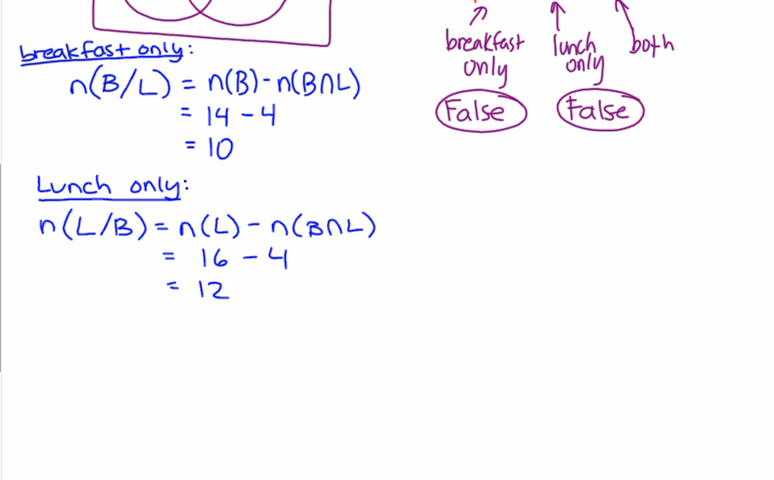 breakfast only:
n(B/L) = n(B) - n(B∩L)
= 14 - 4
= 10
Lunch only:
n(L/B) = n(L) - n(B∩L)
= 16 - 4
= 12
breakfast only
lunch only
both
False
False